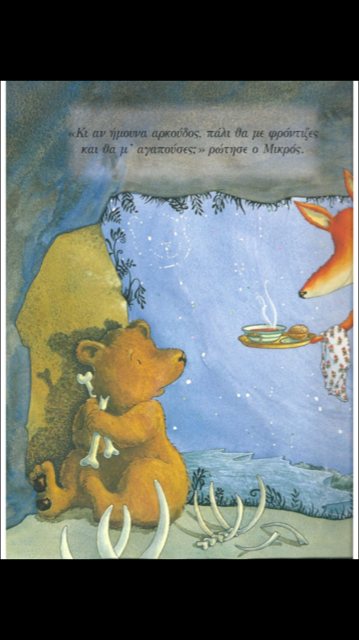 «Κι αν ήμουνα αρκούδος, πάλι θα με φρόντιζες
και θα μ᾽ αγαπούσες;» ρώτησε ο Μικρός.